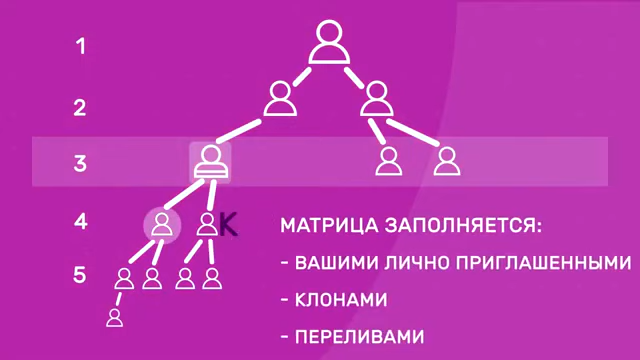 1
2
3
4
K
5
МАТРИЦА ЗАПОЛНЯЕТСЯ:
- ВАШИМИ ЛИЧНО ПРИГЛАШЕННЫМИ
- КЛОНАМИ
- ПЕРЕЛИВАМИ